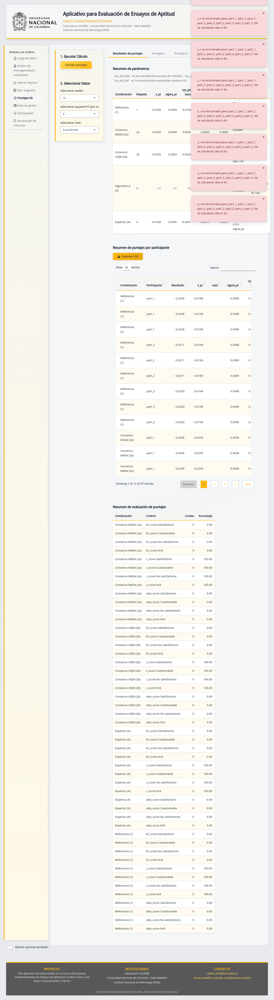 UNIVERSIDAD
NACIONAL
DE COLOMBIA
Aplicativo para Evaluación de Ensayos de Aptitud
Gases Contaminantes Criterio
Laboratorio CALAIRE | Universidad Nacional de Colombia - Sede Medellín
Instituto Nacional de Metrología (INM)
×
u_i no encontrado para: part_1, part_1, part_1,
part_2, part_2, part_2, part_3, part_3, part_3. No
se calcularán zeta ni En.
×
u_i no encontrado para: part_1, part_1, part_1,
part_2, part_2, part_2, part_3, part_3, part_3. No
se calcularán zeta ni En.
×
u_i no encontrado para: part_1, part_1, part_1,
part_2, part_2, part_2, part_3, part_3, part_3. No
se calcularán zeta ni En.
×
u_i no encontrado para: part_1, part_1, part_1,
part_2, part_2, part_2, part_3, part_3, part_3. No
se calcularán zeta ni En.
×
u_i no encontrado para: part_1, part_1, part_1,
part_2, part_2, part_2, part_3, part_3, part_3. No
se calcularán zeta ni En.
×
u_i no encontrado para: part_1, part_1, part_1,
part_2, part_2, part_2, part_3, part_3, part_3. No
se calcularán zeta ni En.
×
u_i no encontrado para: part_1, part_1, part_1,
part_2, part_2, part_2, part_3, part_3, part_3. No
se calcularán zeta ni En.
Módulos de análisis
Carga de datos
Análisis de
homogeneidad y
estabilidad
Valores Atípicos
Valor asignado
Puntajes EA
Informe global
Participantes
Generación de
informes
1. Ejecutar Cálculo
Calcular puntajes
2. Seleccionar Datos
Seleccionar analito:
co
Seleccionar esquema PT (por n):
4
Seleccionar nivel:
0-μmol/mol
Resultados de puntajes Puntajes Z Puntajes Z'
Resumen de parámetros
`u(x_pt) base` es la incertidumbre propia del método; `u(x_p
`U(x_pt)_def` es la incertidumbre expandida usada en En.
Combinación Etiqueta x_pt sigma_pt u(x_pt) base
Referencia (1) 1 -0.0184 0.0389 0.0154 No
Consenso MADe (2a) 2a -0.0250 0.0058 0.0024 0.0030 0.0060 cumple:
Consenso nIQR (2b) 2b -0.0250 0.0063 0.0026 zeta / En
Algoritmo A (3) 3 NA NA NA 9). Use
Expertos (4) 4 -0.0184 0.0996 -0.0001 0.0017 0.0035 ≤ 0.3 sigma_pt
Resumen de puntajes por participante
Exportar CSV
Show 12 entries
Search:
Combinación Participante Resultado x_pt u(xi) sigma_pt u(x
Referencia (1) part_1 -0.0296 -0.0184 0.0389 0.0
Referencia (1) part_1 -0.0296 -0.0184 0.0389 0.0
Referencia (1) part_1 -0.0296 -0.0184 0.0389 0.0
Referencia (1) part_2 -0.0211 -0.0184 0.0389 0.0
Referencia (1) part_2 -0.0211 -0.0184 0.0389 0.0
Referencia (1) part_2 -0.0211 -0.0184 0.0389 0.0
Referencia (1) part_3 -0.0250 -0.0184 0.0389 0.0
Referencia (1) part_3 -0.0250 -0.0184 0.0389 0.0
Referencia (1) part_3 -0.0250 -0.0184 0.0389 0.0
Consenso MADe (2a) part_1 -0.0296 -0.0250 0.0058 0.0
Consenso MADe (2a) part_1 -0.0296 -0.0250 0.0058 0.0
Consenso MADe (2a) part_1 -0.0296 -0.0250 0.0058 0.0
Showing 1 to 12 of 37 entries
Previous 1 2 3 4 Next
Resumen de evaluación de puntajes
Combinación Criterio Conteo Porcentaje
Consenso MADe (2a) En_score Satisfactorio 0 0.00
Consenso MADe (2a) En_score Cuestionable 0 0.00
Consenso MADe (2a) En_score No satisfactorio 0 0.00
Consenso MADe (2a) En_score N/A 9 0.00
Consenso MADe (2a) z_score Satisfactorio 9 100.00
Consenso MADe (2a) z_score Cuestionable 0 100.00
Consenso MADe (2a) z_score No satisfactorio 0 100.00
Consenso MADe (2a) z_score N/A 0 100.00
Consenso MADe (2a) zeta_score Satisfactorio 0 0.00
Consenso MADe (2a) zeta_score Cuestionable 0 0.00
Consenso MADe (2a) zeta_score No satisfactorio 0 0.00
Consenso MADe (2a) zeta_score N/A 9 0.00
Consenso nIQR (2b) En_score Satisfactorio 0 0.00
Consenso nIQR (2b) En_score Cuestionable 0 0.00
Consenso nIQR (2b) En_score No satisfactorio 0 0.00
Consenso nIQR (2b) En_score N/A 9 0.00
Consenso nIQR (2b) z_score Satisfactorio 9 100.00
Consenso nIQR (2b) z_score Cuestionable 0 100.00
Consenso nIQR (2b) z_score No satisfactorio 0 100.00
Consenso nIQR (2b) z_score N/A 0 100.00
Consenso nIQR (2b) zeta_score Satisfactorio 0 0.00
Consenso nIQR (2b) zeta_score Cuestionable 0 0.00
Consenso nIQR (2b) zeta_score No satisfactorio 0 0.00
Consenso nIQR (2b) zeta_score N/A 9 0.00
Expertos (4) En_score Satisfactorio 0 0.00
Expertos (4) En_score Cuestionable 0 0.00
Expertos (4) En_score No satisfactorio 0 0.00
Expertos (4) En_score N/A 9 0.00
Expertos (4) z_score Satisfactorio 9 100.00
Expertos (4) z_score Cuestionable 0 100.00
Expertos (4) z_score No satisfactorio 0 100.00
Expertos (4) z_score N/A 0 100.00
Expertos (4) zeta_score Satisfactorio 0 0.00
Expertos (4) zeta_score Cuestionable 0 0.00
Expertos (4) zeta_score No satisfactorio 0 0.00
Expertos (4) zeta_score N/A 9 0.00
Referencia (1) En_score Satisfactorio 0 0.00
Referencia (1) En_score Cuestionable 0 0.00
Referencia (1) En_score No satisfactorio 0 0.00
Referencia (1) En_score N/A 9 0.00
Referencia (1) z_score Satisfactorio 9 100.00
Referencia (1) z_score Cuestionable 0 100.00
Referencia (1) z_score No satisfactorio 0 100.00
Referencia (1) z_score N/A 0 100.00
Referencia (1) zeta_score Satisfactorio 0 0.00
Referencia (1) zeta_score Cuestionable 0 0.00
Referencia (1) zeta_score No satisfactorio 0 0.00
Referencia (1) zeta_score N/A 9 0.00
Mostrar opciones de diseño
PROYECTO
Este aplicativo fue desarrollado en el marco del proyecto
«Implementación de Ensayos de Aptitud en la Matriz Aire. Caso
Gases Contaminantes Criterio»
INSTITUCIONES
Laboratorio CALAIRE
Universidad Nacional de Colombia - Sede Medellín
Instituto Nacional de Metrología (INM)
CONTACTO
calaire_med@unal.edu.co
minas.medellin.unal.edu.co/laboratorios/calaire
© 2026 Universidad Nacional de Colombia. Todos los derechos reservados.